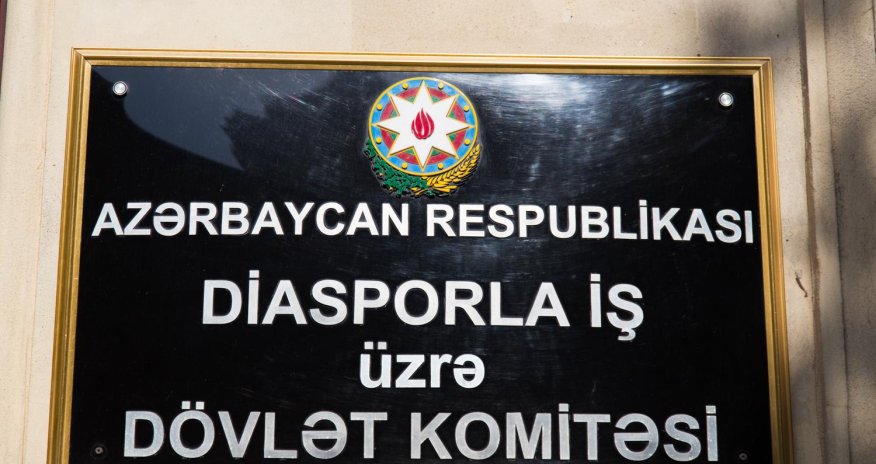 AZƏRBAYCAN RESPUBLİKASI
DİASPORLA İŞ
üzrə
DÖVLƏT KOMİTƏSİ